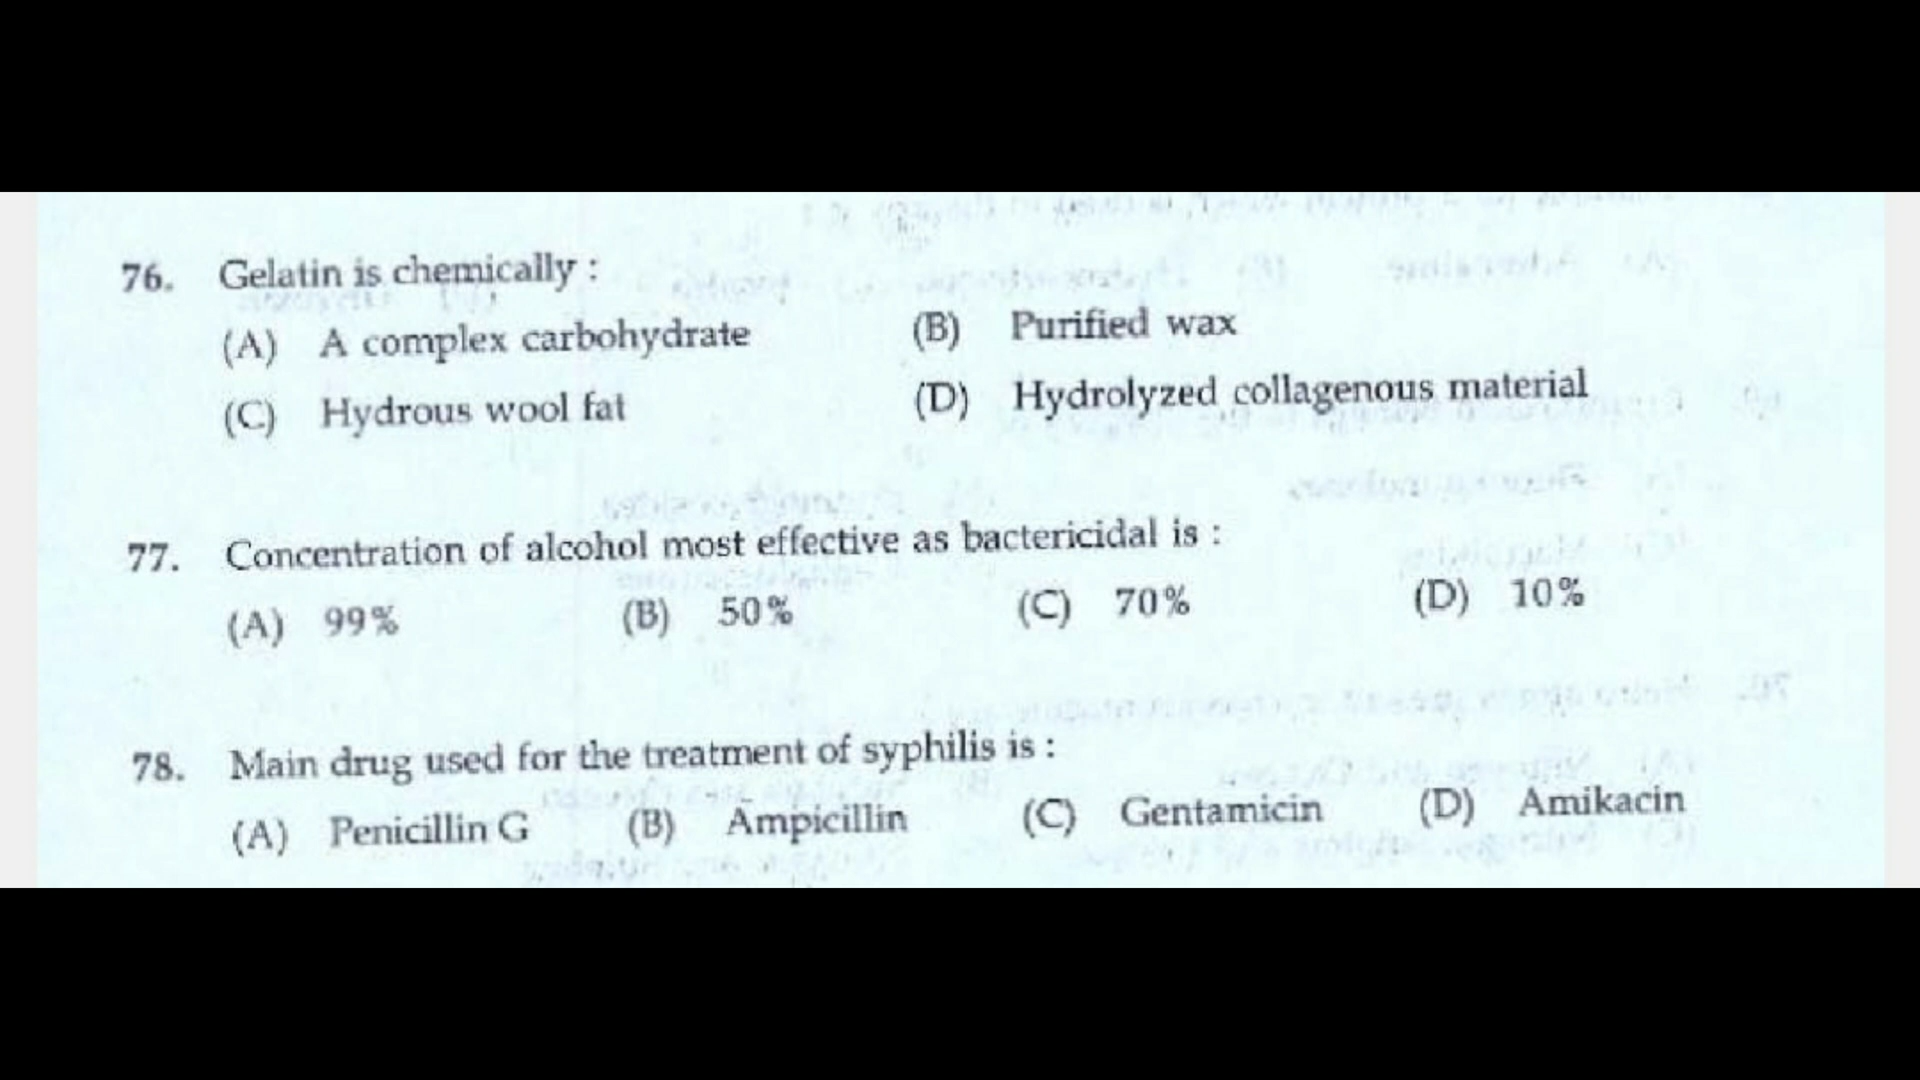 76. Gelatin is chemically :
(A) A complex carbohydrate (B) Purified wax
(C) Hydrous wool fat (D) Hydrolyzed collagenous material
77. Concentration of alcohol most effective as bactericidal is :
(A) 99% (B) 50% (C) 70% (D) 10%
78. Main drug used for the treatment of syphilis is :
(A) Penicillin G (B) Ampicillin (C) Gentamicin (D) Amikacin